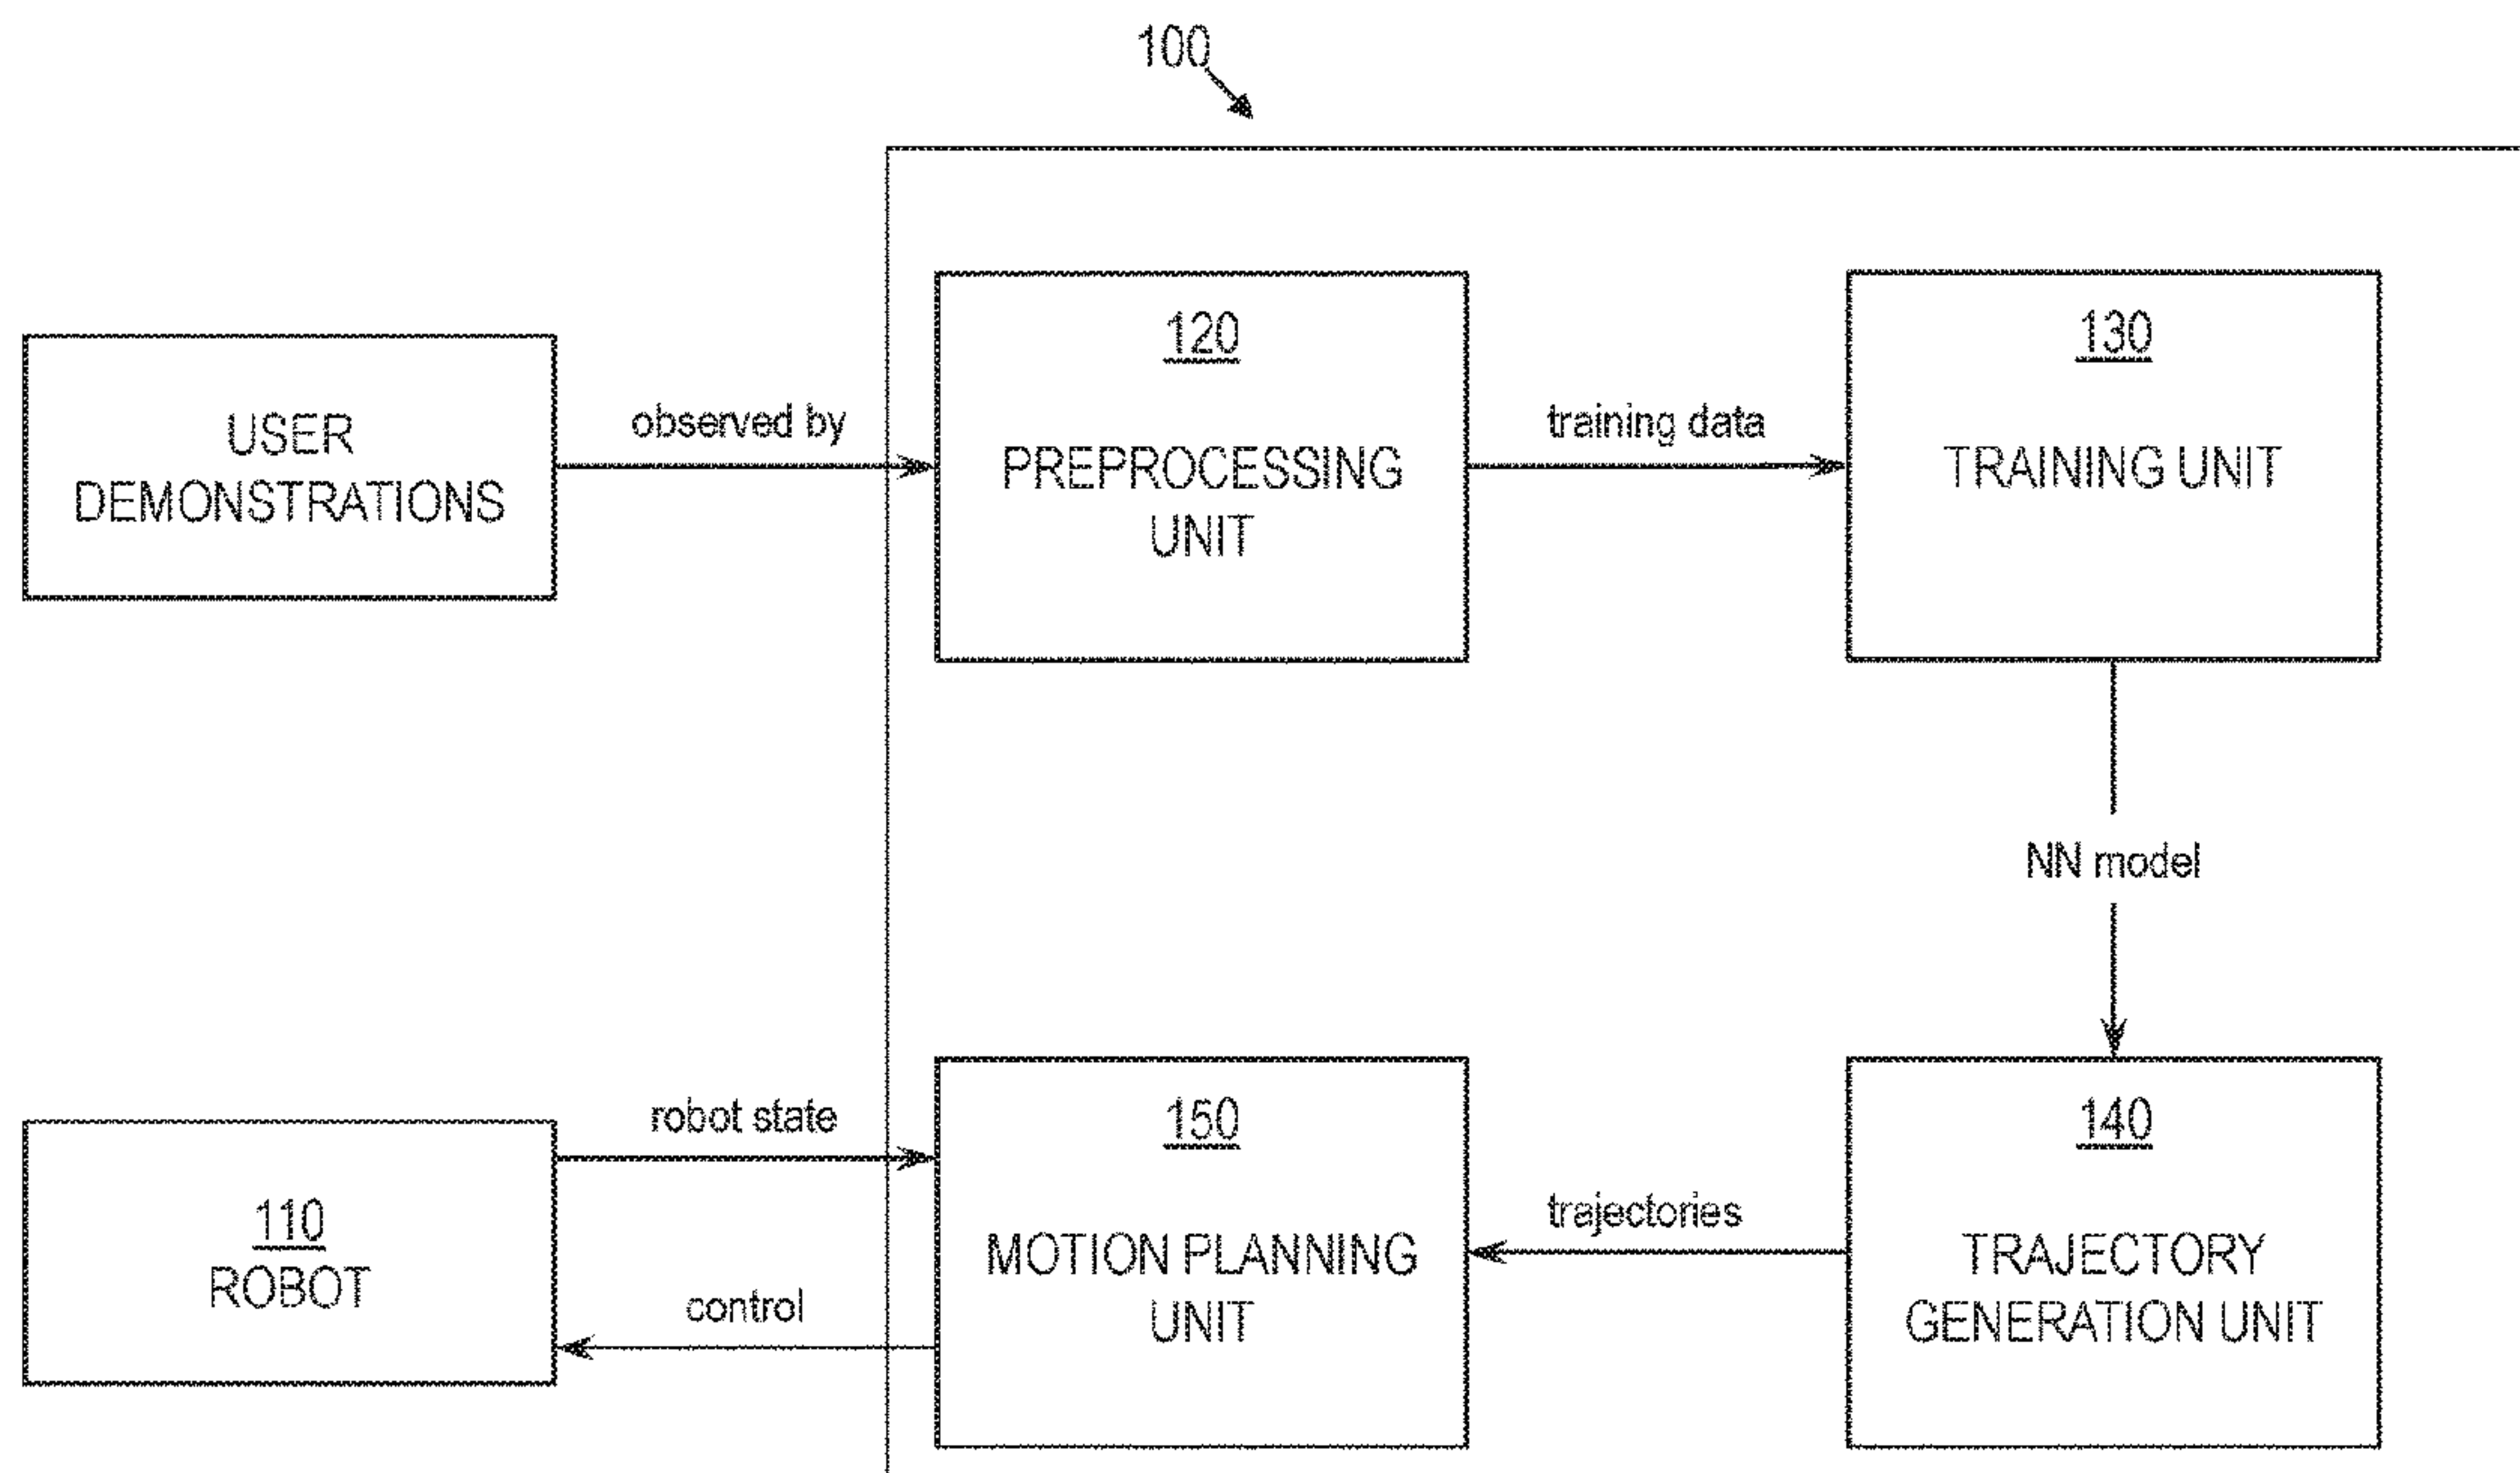 100
120
130
USER
DEMONSTRATIONS
observed by
PREPROCESSING
UNIT
training data
TRAINING UNIT
NN model
robot state
150
140
110
ROBOT
control
MOTION PLANNING
UNIT
trajectories
TRAJECTORY
GENERATION UNIT